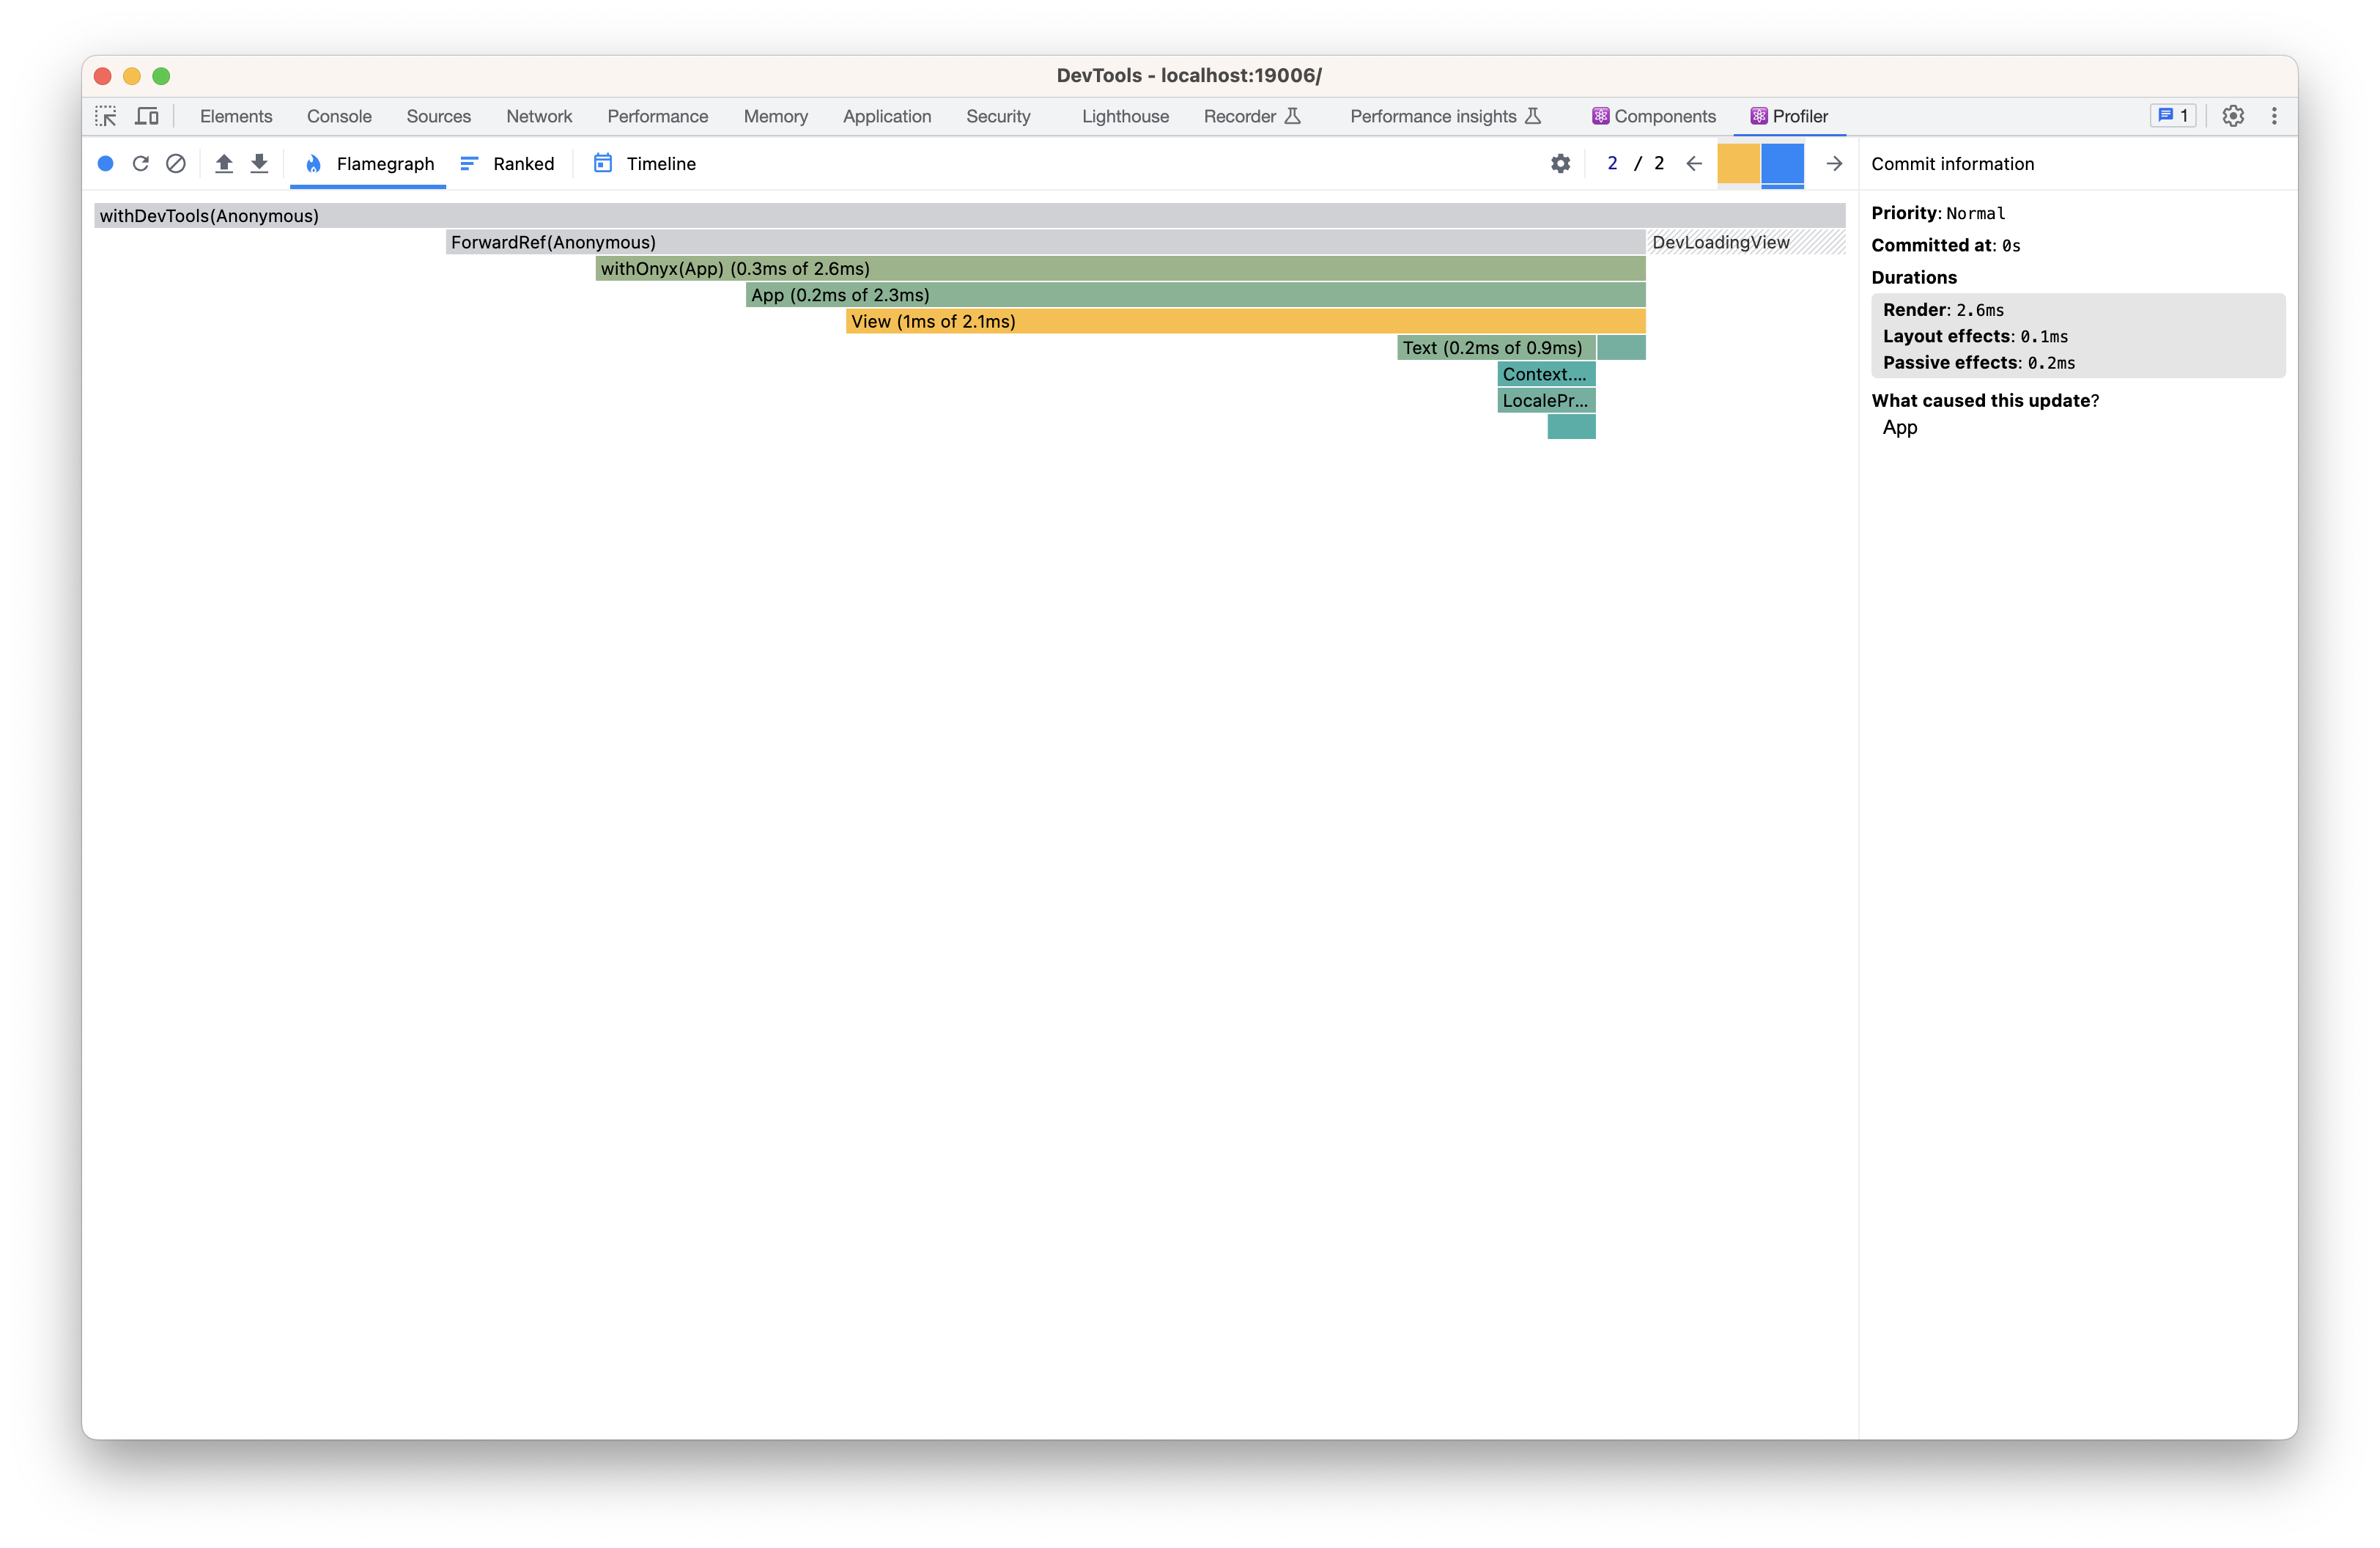 DevTools - localhost:19006/
Elements Console Sources Network Performance Memory Application Security Lighthouse Recorder Performance insights Components Profiler 1
Flamegraph Ranked Timeline 2 / 2 Commit information
withDevTools(Anonymous)
ForwardRef(Anonymous) DevLoadingView
withOnyx(App) (0.3ms of 2.6ms)
App (0.2ms of 2.3ms)
View (1ms of 2.1ms)
Text (0.2ms of 0.9ms)
Context....
LocalePr...
Priority: Normal
Committed at: 0s
Durations
Render: 2.6ms
Layout effects: 0.1ms
Passive effects: 0.2ms
What caused this update?
App